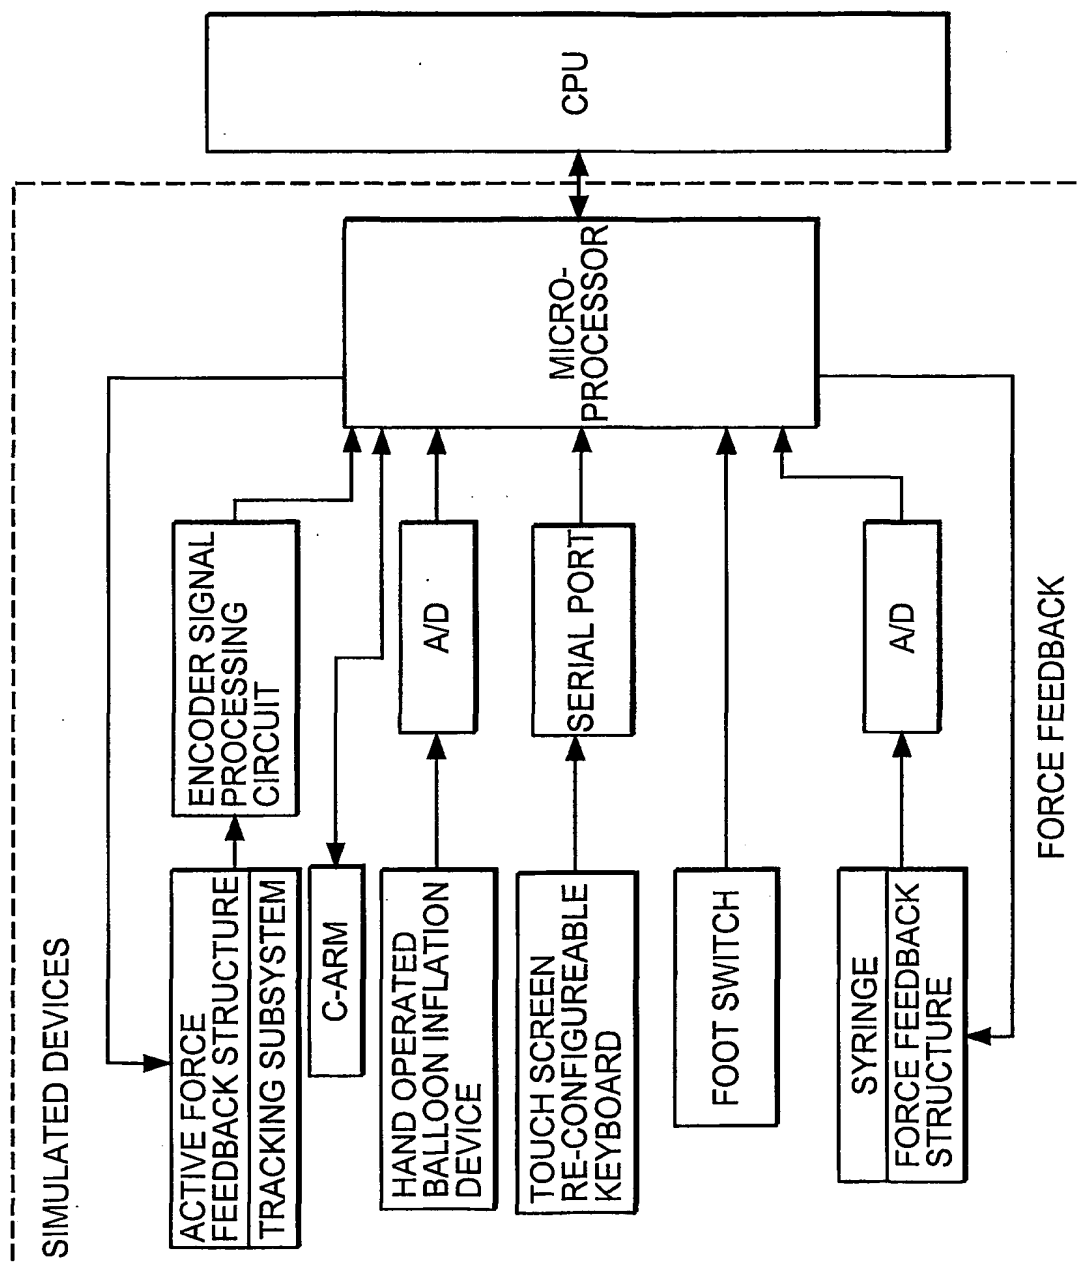 SIMULATED DEVICES
ACTIVE FORCE
FEEDBACK STRUCTURE
TRACKING SUBSYSTEM
ENCODER SIGNAL
PROCESSING
CIRCUIT
C-ARM
HAND OPERATED
BALLOON INFLATION
DEVICE
A/D
TOUCH SCREEN
RE-CONFIGUREABLE
KEYBOARD
SERIAL PORT
FOOT SWITCH
SYRINGE
FORCE FEEDBACK
STRUCTURE
A/D
FORCE FEEDBACK
MICRO-
PROCESSOR
CPU